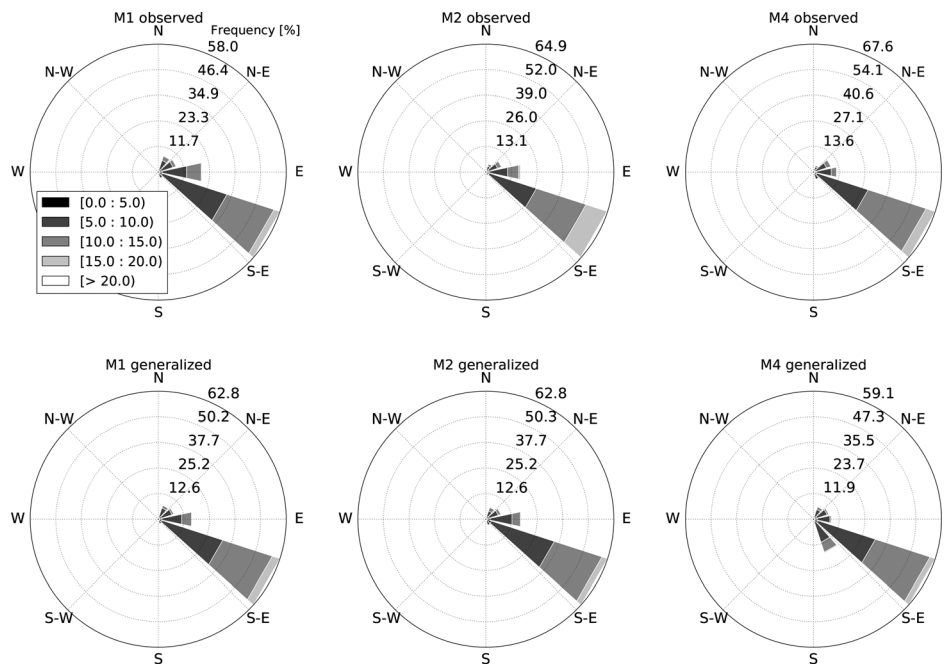 M1 observed
N
Frequency [%]
58.0
46.4
34.9
23.3
11.7
N-W
N-E
W
E
[0.0 : 5.0)
[5.0 : 10.0)
[10.0 : 15.0)
[15.0 : 20.0)
[> 20.0)
S-E
S
M2 observed
N
64.9
52.0
39.0
26.0
13.1
N-W
N-E
W
E
S-W
S-E
S
M4 observed
N
67.6
54.1
40.6
27.1
13.6
N-W
N-E
W
E
S-W
S-E
S
M1 generalized
N
62.8
50.2
37.7
25.2
12.6
N-W
N-E
W
E
S-W
S-E
S
M2 generalized
N
62.8
50.3
37.7
25.2
12.6
N-W
N-E
W
E
S-W
S-E
S
M4 generalized
N
59.1
47.3
35.5
23.7
11.9
N-W
N-E
W
E
S-W
S-E
S